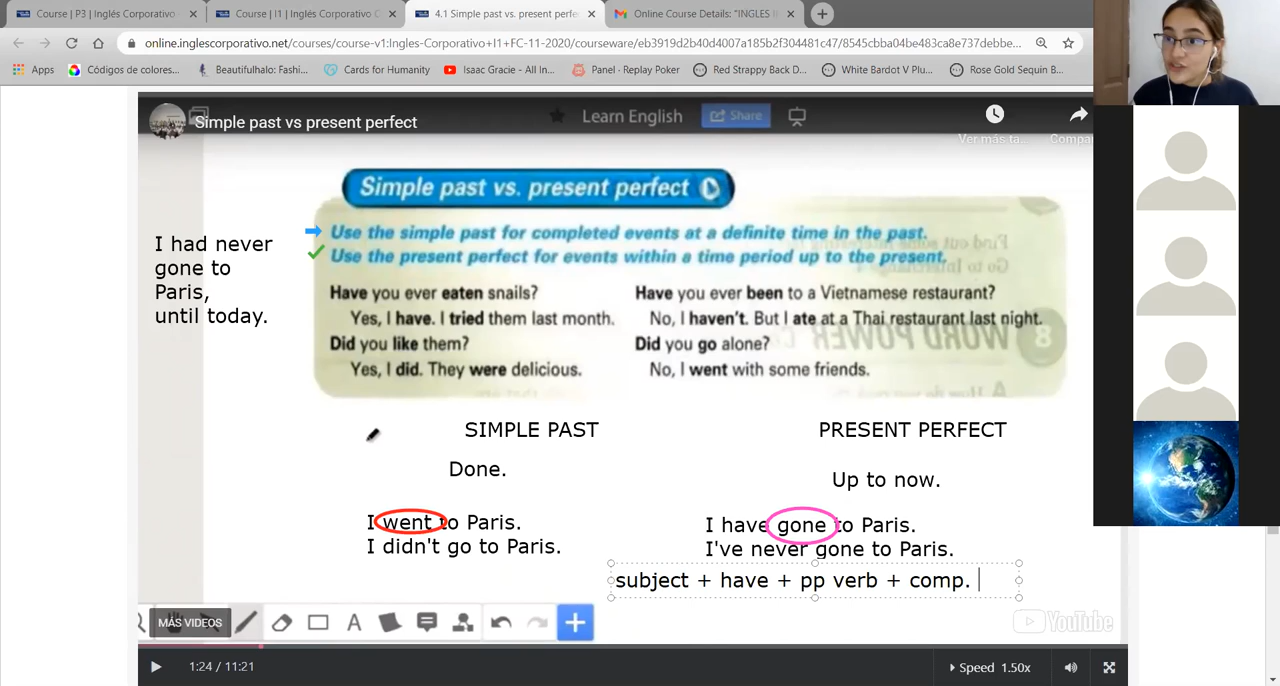 Course | P3 | Inglés Corporativo
Course | I1 | Inglés Corporativo C
4.1 Simple past vs. present perfe
Online Course Details: "INGLES I
online.inglescorporativo.net/courses/course-v1:Ingles-Corporativo+I1+FC-11-2020/courseware/eb3919d2b40d4007a185b2f304481c47/8545cbba04be483ca8e737debbe...
Apps
Códigos de colores...
Beautifulhalo: Fashi...
Cards for Humanity
Isaac Gracie - All In...
Panel · Replay Poker
Red Strappy Back D...
White Bardot V Plu...
Rose Gold Sequin B...
Simple past vs present perfect
Learn English
Share
Ver más ta...
Compar
Simple past vs. present perfect
Use the simple past for completed events at a definite time in the past.
Use the present perfect for events within a time period up to the present.
I had never
gone to
Paris,
until today.
Have you ever eaten snails?
Yes, I have. I tried them last month.
Did you like them?
Yes, I did. They were delicious.
Have you ever been to a Vietnamese restaurant?
No, I haven't. But I ate at a Thai restaurant last night.
Did you go alone?
No, I went with some friends.
8
WORD POWER
SIMPLE PAST
Done.
I went to Paris.
I didn't go to Paris.
PRESENT PERFECT
Up to now.
I have gone to Paris.
I've never gone to Paris.
subject + have + pp verb + comp.
MÁS VIDEOS
A
YouTube
1:24 / 11:21
Speed 1.50x